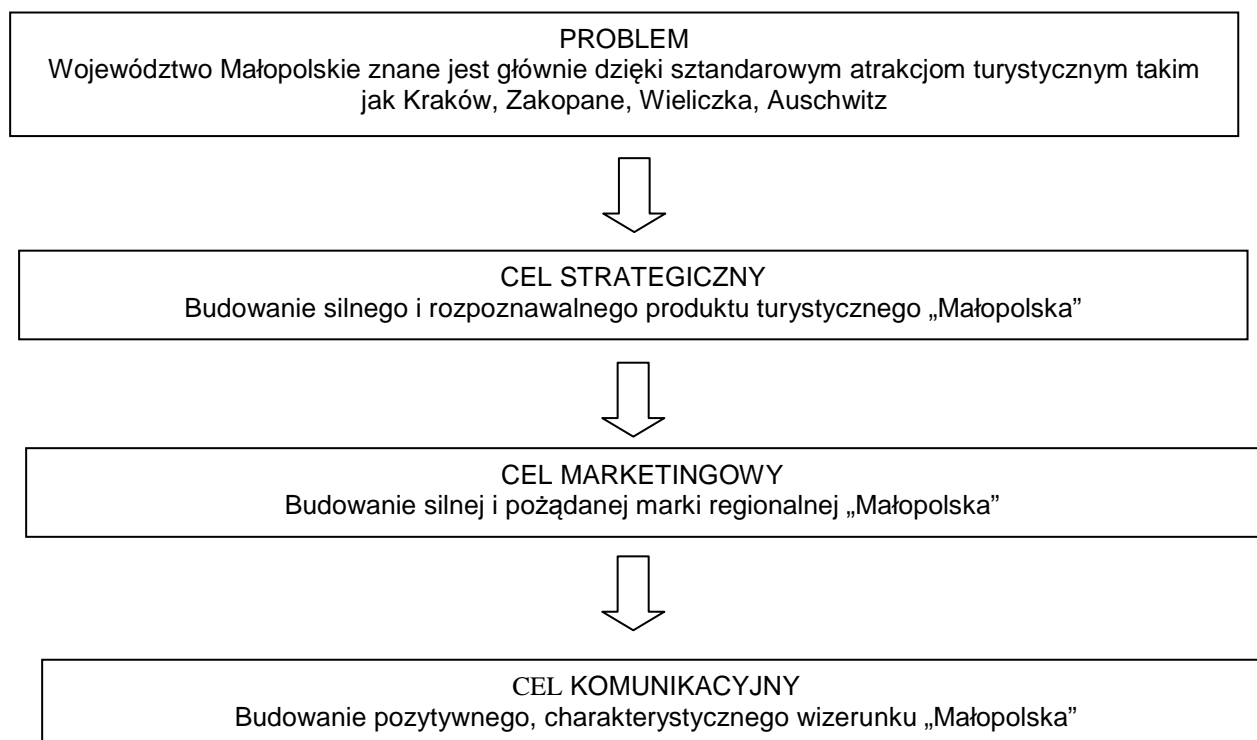 PROBLEM
Województwo Małopolskie znane jest głównie dzięki sztandarowym atrakcjom turystycznym takim
jak Kraków, Zakopane, Wieliczka, Auschwitz
CEL STRATEGICZNY
Budowanie silnego i rozpoznawalnego produktu turystycznego „Małopolska”
CEL MARKETINGOWY
Budowanie silnej i pożądanej marki regionalnej „Małopolska”
CEL KOMUNIKACYJNY
Budowanie pozytywnego, charakterystycznego wizerunku „Małopolska”